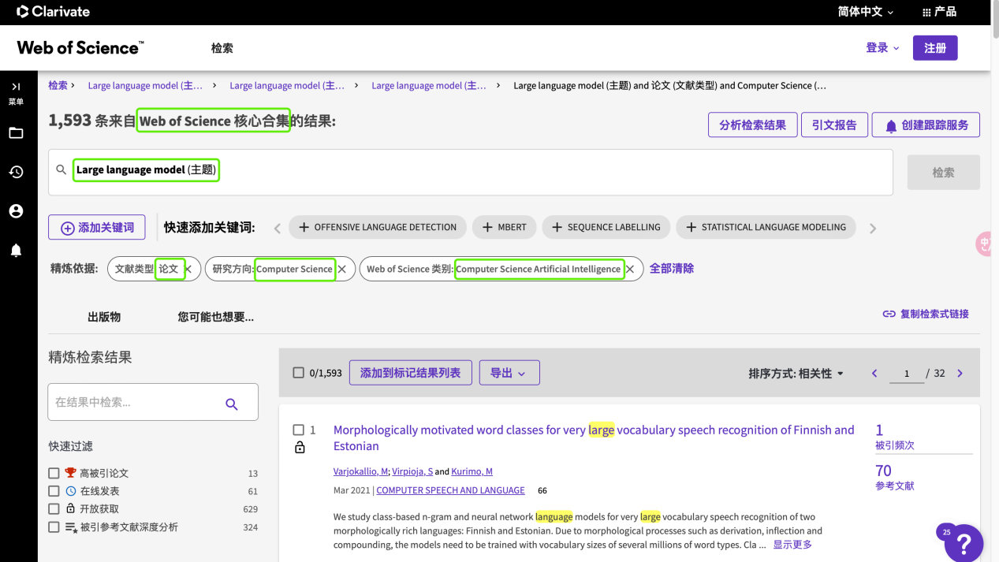 Clarivate
简体中文
产品
Web of Science™
检索
登录
注册
菜单
检索 > Large language model (主题... > Large language model (主... > Large language model (主... > Large language model (主题) and 论文 (文献类型) and Computer Science (...
1,593 条来自 Web of Science 核心合集的结果:
分析检索结果
引文报告
创建跟踪服务
Large language model (主题)
检索
添加关键词
快速添加关键词:
+ OFFENSIVE LANGUAGE DETECTION
+ MBERT
+ SEQUENCE LABELLING
+ STATISTICAL LANGUAGE MODELING
精炼依据:
文献类型: 论文
研究方向: Computer Science
Web of Science 类别: Computer Science Artificial Intelligence
全部清除
出版物
您可能也想要...
复制检索式链接
精炼检索结果
0/1,593
添加到标记结果列表
导出
排序方式: 相关性
1 / 32
在结果中检索...
快速过滤
高被引论文 13
在线发表 61
开放获取 629
被引参考文献深度分析 324
1
Morphologically motivated word classes for very large vocabulary speech recognition of Finnish and
Estonian
Varjokallio, M; Virpioja, S and Kurimo, M
Mar 2021 | COMPUTER SPEECH AND LANGUAGE 66
We study class-based n-gram and neural network language models for very large vocabulary speech recognition of two
morphologically rich languages: Finnish and Estonian. Due to morphological processes such as derivation, inflection and
compounding, the models need to be trained with vocabulary sizes of several millions of word types. Cla ... 显示更多
1
被引频次
70
参考文献
25
?